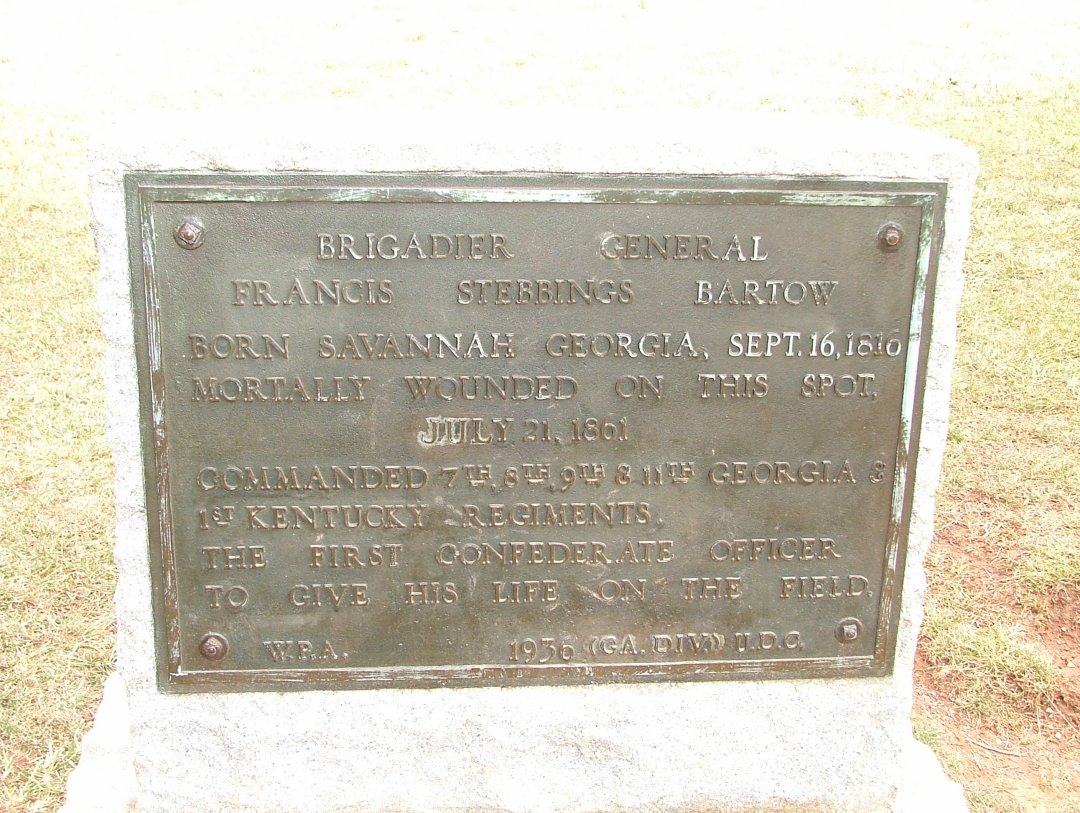 BRIGADIER GENERAL
FRANCIS STEBBINGS BARTOW
BORN SAVANNAH GEORGIA, SEPT. 16, 1816
MORTALLY WOUNDED ON THIS SPOT,
JULY 21, 1861
COMMANDED 7TH, 8TH, 9TH & 11TH GEORGIA &
1ST KENTUCKY REGIMENTS.
THE FIRST CONFEDERATE OFFICER
TO GIVE HIS LIFE ON THE FIELD.
W.P.A. 1936 (GA. DIV.) U.D.C.